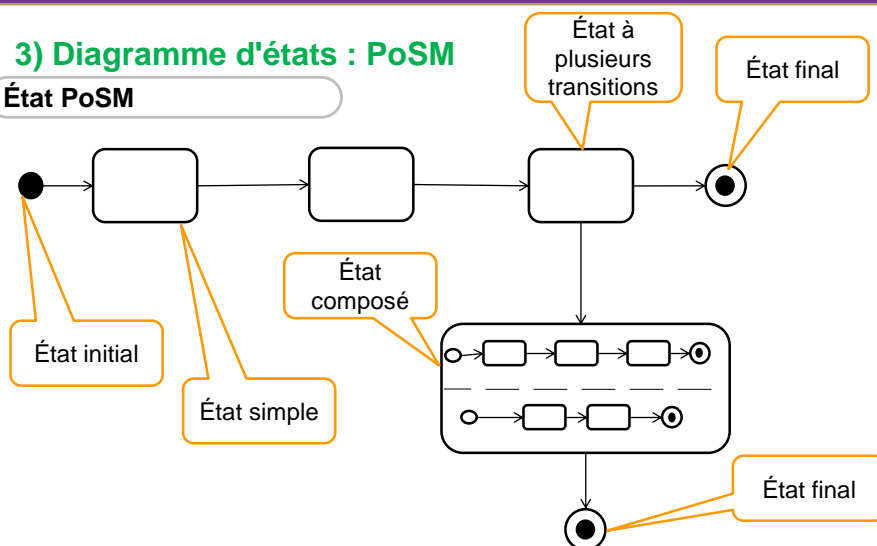 3) Diagramme d'états : PoSM
État PoSM
État à
plusieurs
transitions
État final
État
composé
État initial
État simple
État final